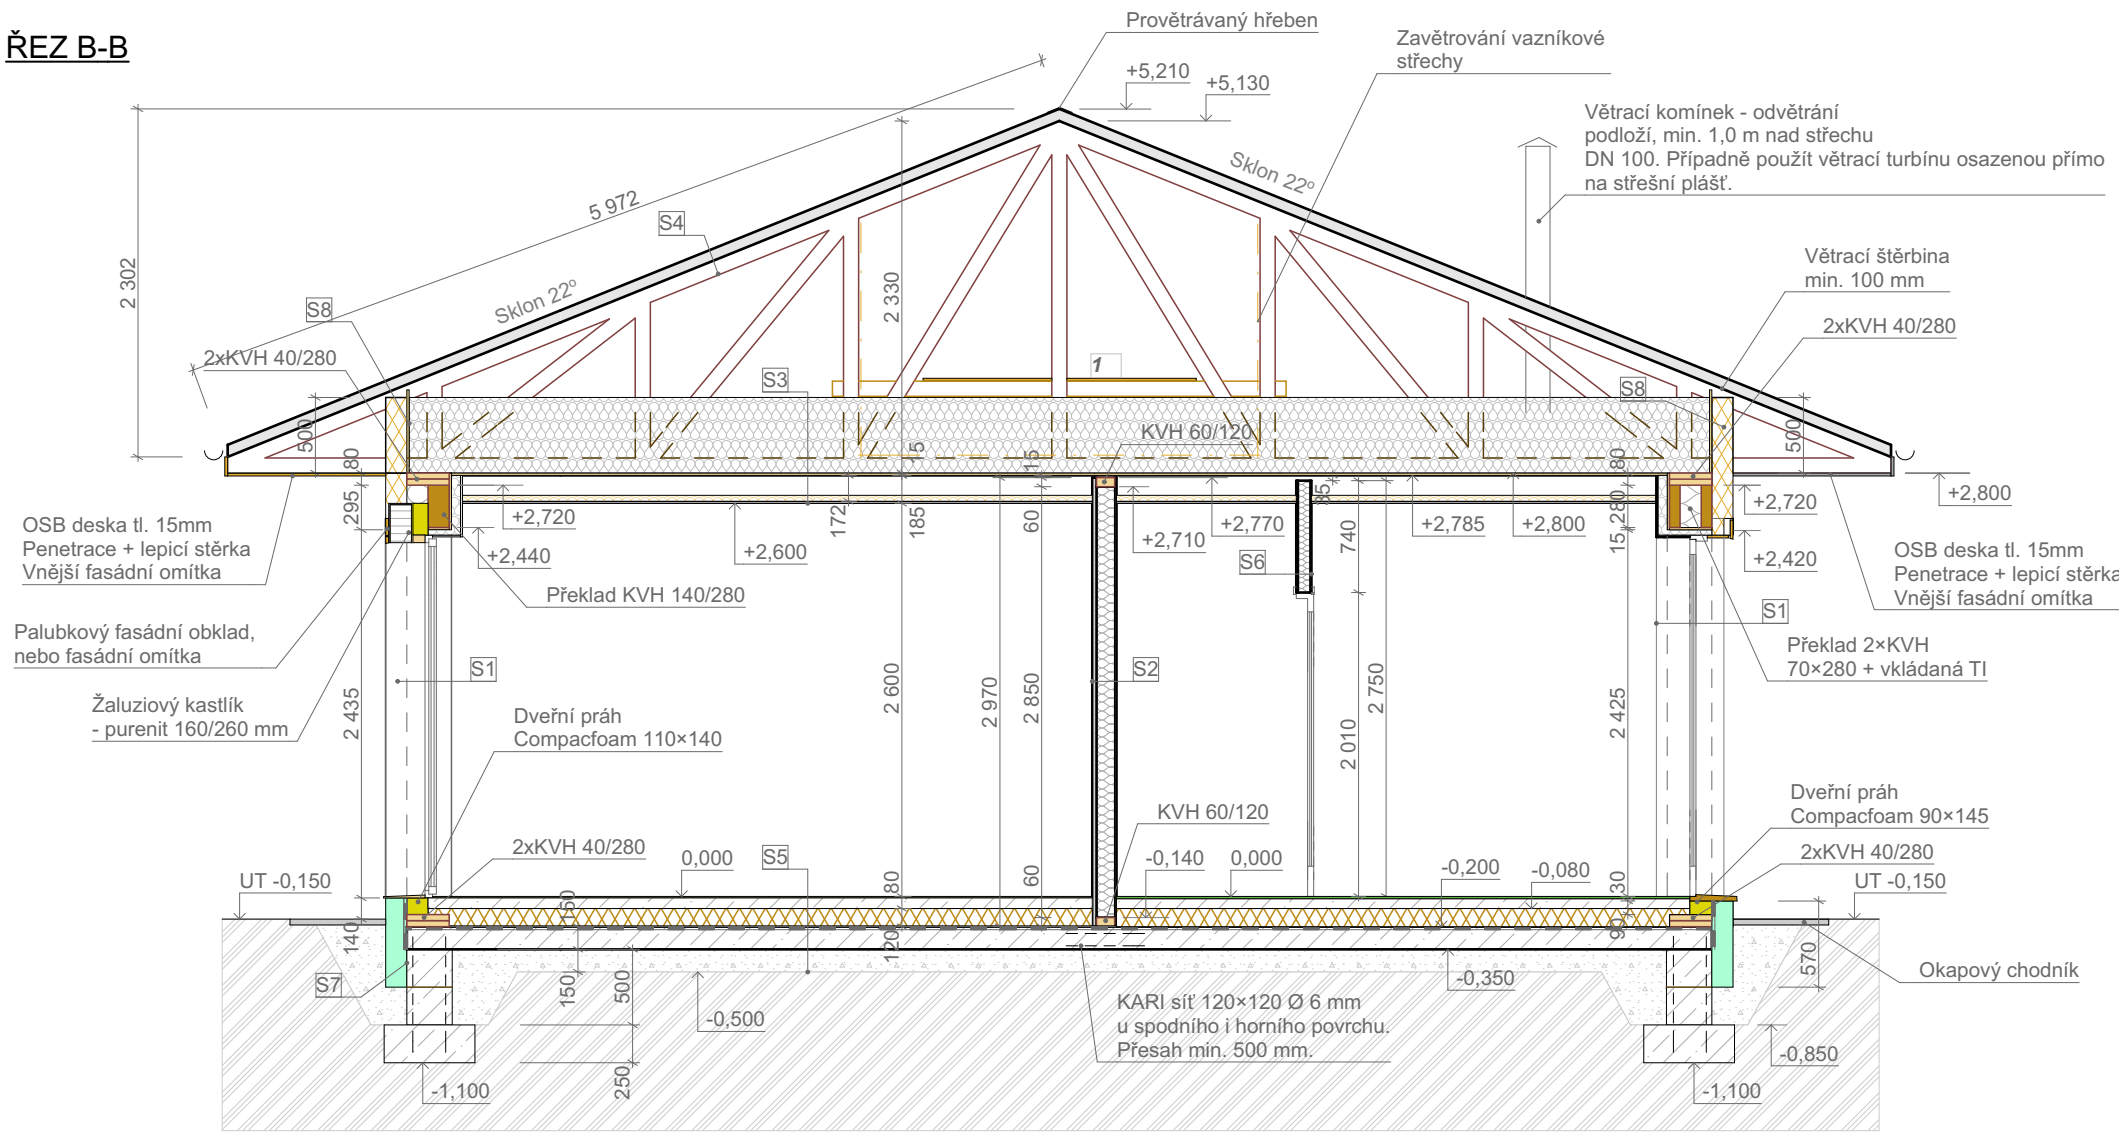 ŘEZ B-B
Provětrávaný hřeben
Zavětrování vazníkové
střechy
+5,210
+5,130
Větrací komínek - odvětrání
podloží, min. 1,0 m nad střechu
DN 100. Případně použít větrací turbínu osazenou přímo
na střešní plášť.
Sklon 22º
5 972
S4
2 302
2 330
Sklon 22º
Větrací štěrbina
min. 100 mm
S8
2xKVH 40/280
2xKVH 40/280
1
S3
S8
500
80
295
KVH 60/120
15
15
500
80
+2,800
+2,720
+2,440
+2,600
172
185
60
+2,710
+2,770
85
740
+2,785
+2,800
15
280
+2,720
+2,420
OSB deska tl. 15mm
Penetrace + lepicí stěrka
Vnější fasádní omítka
OSB deska tl. 15mm
Penetrace + lepicí stěrka
Vnější fasádní omítka
S6
Překlad KVH 140/280
S1
Palubkový fasádní obklad,
nebo fasádní omítka
S1
S2
Překlad 2×KVH
70×280 + vkládaná TI
Žaluziový kastlík
- purenit 160/260 mm
2 435
Dveřní práh
Compacfoam 110×140
2 600
2 970
2 850
2 010
2 750
2 425
Dveřní práh
Compacfoam 90×145
KVH 60/120
2xKVH 40/280
0,000
S5
60
-0,140
0,000
-0,200
-0,080
2xKVH 40/280
UT -0,150
UT -0,150
140
150
80
120
130
90
S7
150
500
-0,500
-0,350
570
Okapový chodník
KARI síť 120×120 Ø 6 mm
u spodního i horního povrchu.
Přesah min. 500 mm.
-0,850
-1,100
250
-1,100